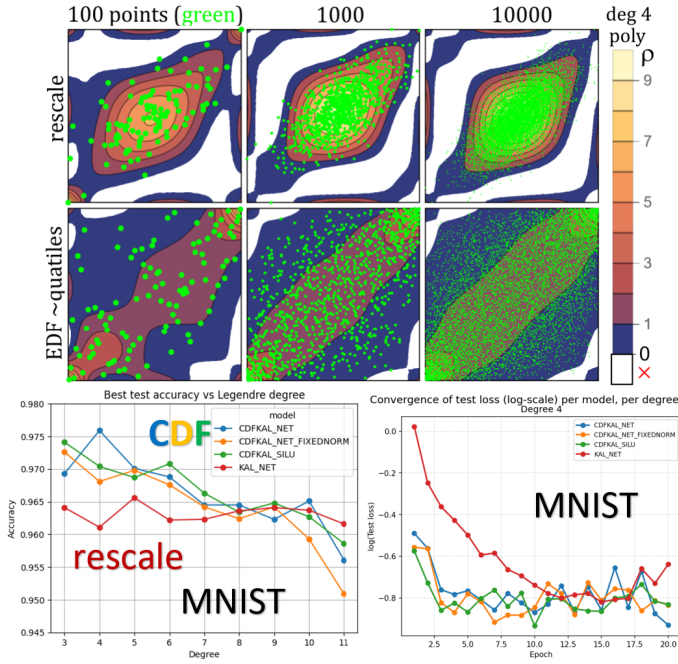 100 points (green) 1000 10000 deg 4
poly
ρ
rescale
9
7
5
3
1
0
×
EDF ~quatiles
Best test accuracy vs Legendre degree
CDF
model
CDFKAL_NET
CDFKAL_NET_FIXEDNORM
CDFKAL_SILU
KAL_NET
rescale
MNIST
Accuracy
0.980
0.975
0.970
0.965
0.960
0.955
0.950
0.945
3 4 5 6 7 8 9 10 11
Degree
Convergence of test loss (log-scale) per model, per degree
Degree 4
CDFKAL_NET
CDFKAL_NET_FIXEDNORM
CDFKAL_SILU
KAL_NET
MNIST
log(Test loss)
0.0
−0.2
−0.4
−0.6
−0.8
2.5 5.0 7.5 10.0 12.5 15.0 17.5 20.0
Epoch